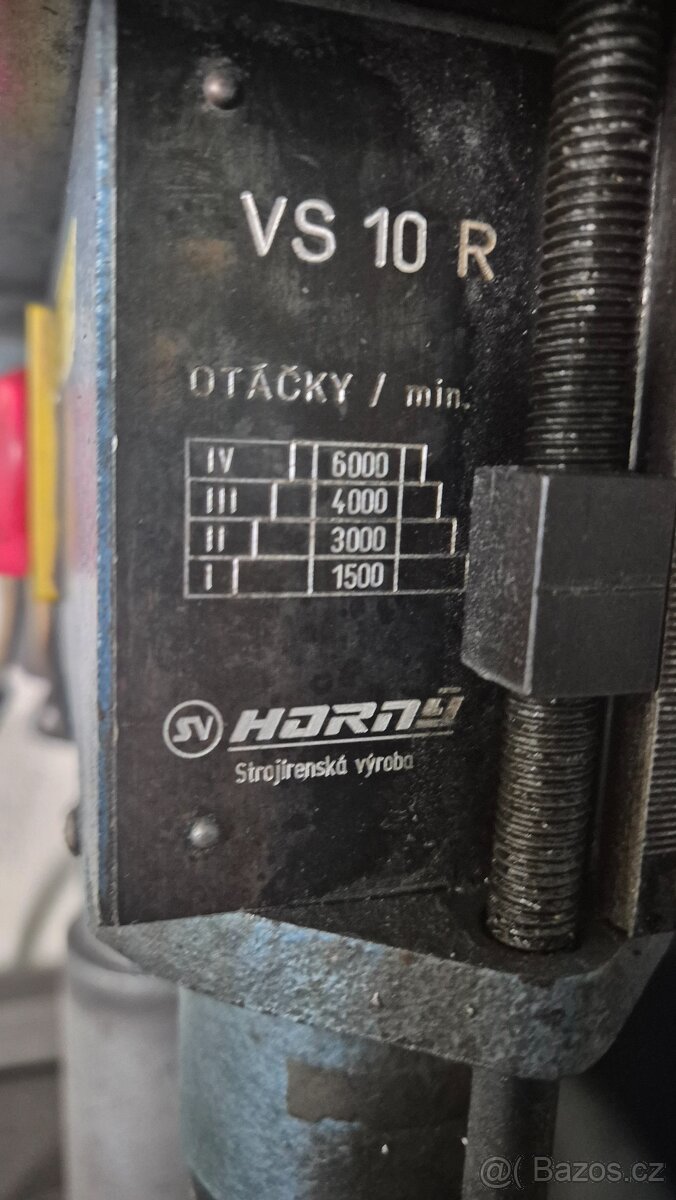 VS 10 R
OTÁČKY / min.
IV 6000
III 4000
II 3000
I 1500
SV HORNÝ
Strojírenská výroba
@( Bazos.cz